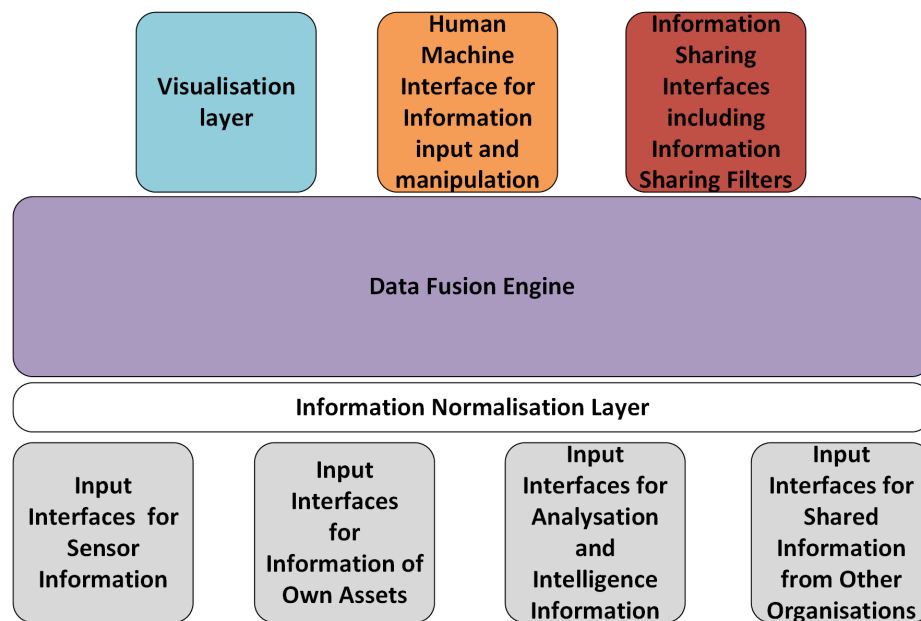 Visualisation
layer
Human
Machine
Interface for
Information
input and
manipulation
Information
Sharing
Interfaces
including
Information
Sharing Filters
Data Fusion Engine
Information Normalisation Layer
Input
Interfaces for
Sensor
Information
Input
Interfaces
for
Information of
Own Assets
Input
Interfaces for
Analysation
and
Intelligence
Information
Input
Interfaces for
Shared
Information
from Other
Organisations